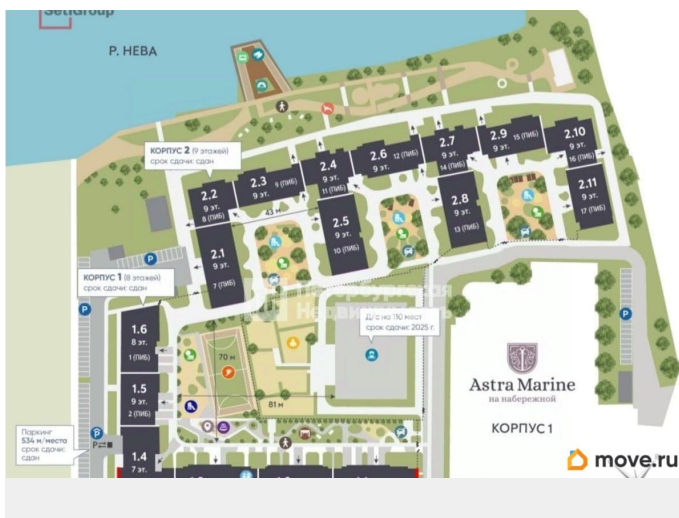 SetlGroup
Р. НЕВА
КОРПУС 2 (9 этажей)
срок сдачи: сдан
2.2
9 эт.
8 (ПИБ)
2.3
9 эт.
9 (ПИБ)
2.4
9 эт.
11 (ПИБ)
2.6
9 эт.
12 (ПИБ)
2.7
9 эт.
14 (ПИБ)
2.9
9 эт.
15 (ПИБ)
2.10
9 эт.
16 (ПИБ)
43 м
2.1
9 эт.
7 (ПИБ)
2.5
9 эт.
10 (ПИБ)
2.8
9 эт.
13 (ПИБ)
2.11
9 эт.
17 (ПИБ)
P
КОРПУС 1 (8 этажей)
срок сдачи: сдан
Петербургская
Недвижимость
P
P
1.6
8 эт.
1 (ПИБ)
Д/с на 110 мест
срок сдачи: 2025 г.
70 м
1.5
9 эт.
2 (ПИБ)
81 м
Astra Marine
на набережной
КОРПУС 1
Паркинг
534 м/места
срок сдачи:
сдан
P
P
1.4
7 эт.
move.ru